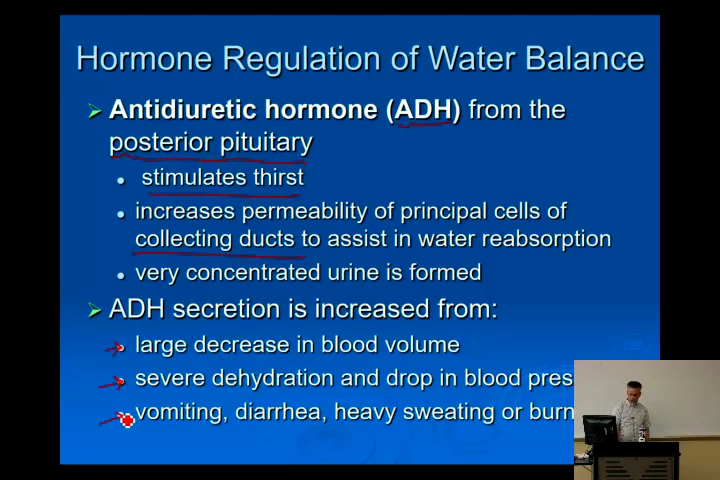 Hormone Regulation of Water Balance
Antidiuretic hormone (ADH) from the
posterior pituitary
stimulates thirst
increases permeability of principal cells of
collecting ducts to assist in water reabsorption
very concentrated urine is formed
ADH secretion is increased from:
large decrease in blood volume
severe dehydration and drop in blood pres
vomiting, diarrhea, heavy sweating or burn